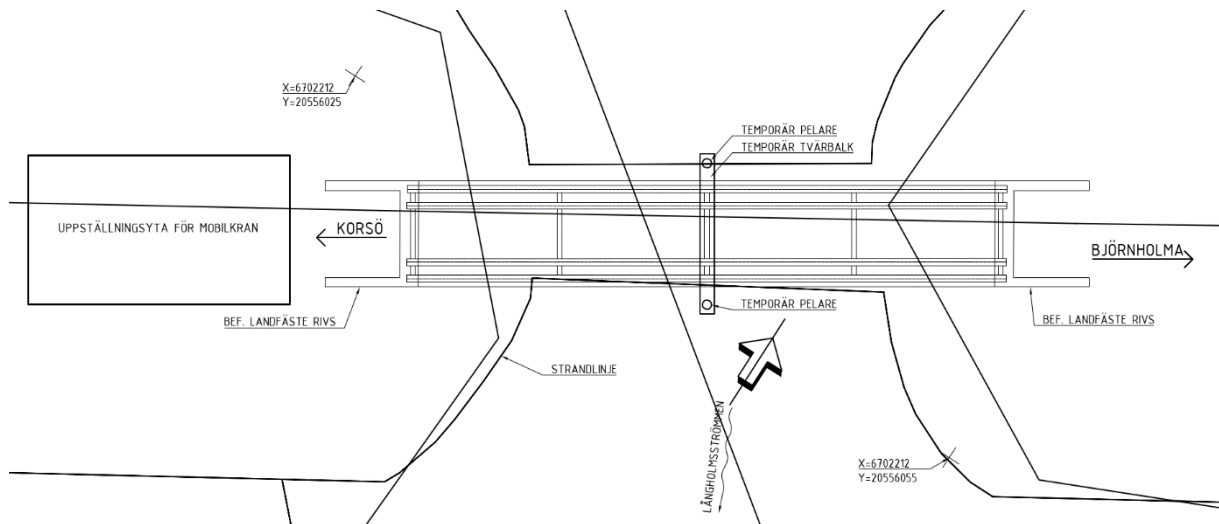 X=6702212
Y=20556025
TEMPORÄR PELARE
TEMPORÄR TVÄRBALK
UPPSTÄLLNINGSYTA FÖR MOBILKRAN
KORSÖ
BJÖRNHOLMA
BEF. LANDFÄSTE RIVS
TEMPORÄR PELARE
BEF. LANDFÄSTE RIVS
STRANDLINJE
LÅNGHOLMSSTRÖMMEN
X=6702212
Y=20556055